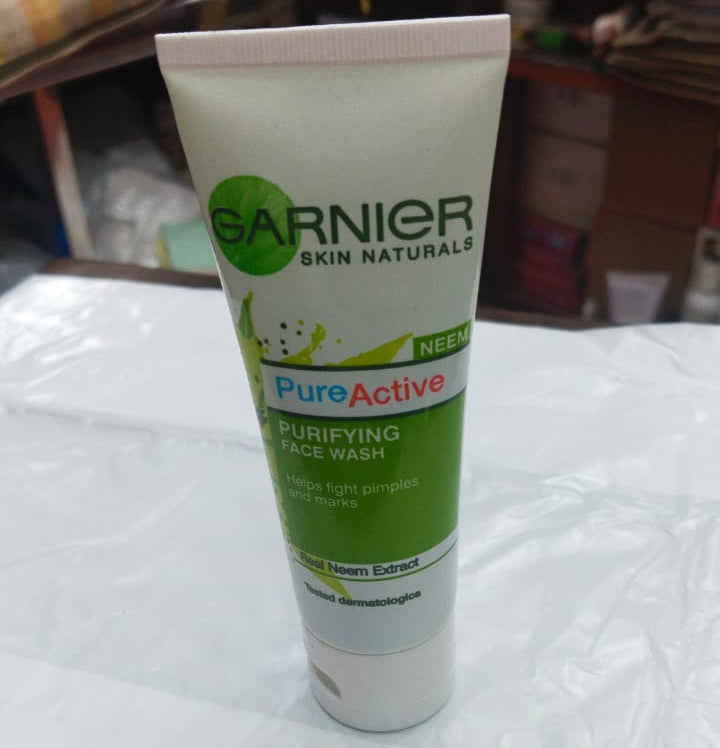 GARNIER
SKIN NATURALS
NEEM
PureActive
PURIFYING
FACE WASH
Helps fight pimples
and marks
Real Neem Extract
Tested dermatologica